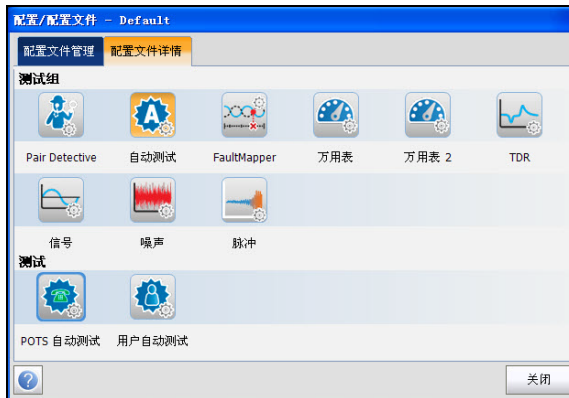 配置/配置文件 - Default
配置文件管理 配置文件详情
测试组
Pair Detective 自动测试 FaultMapper 万用表 万用表 2 TDR
信号 噪声 脉冲
测试
POTS 自动测试 用户自动测试
关闭